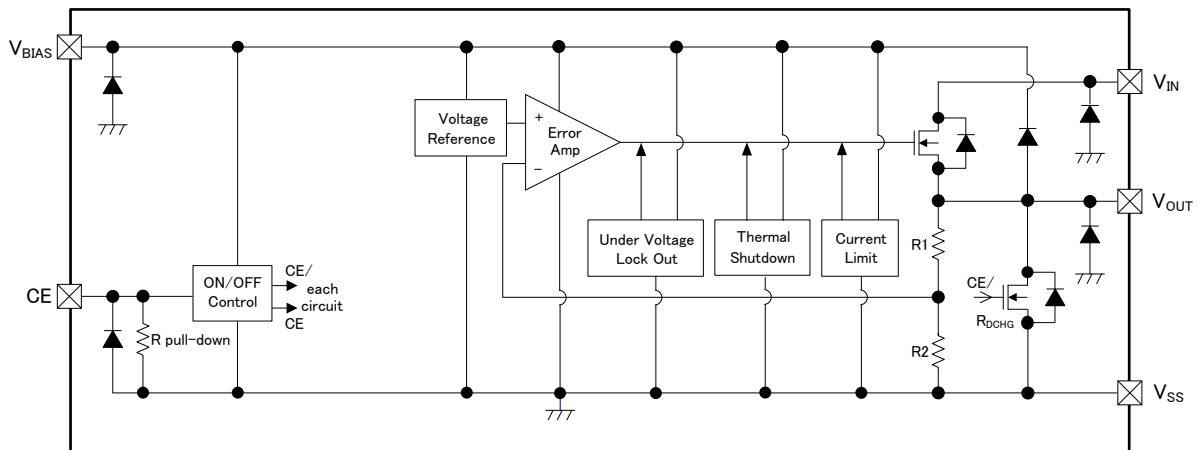 VBIAS
VIN
Voltage
Reference
+
Error
Amp
−
VOUT
Under Voltage
Lock Out
Thermal
Shutdown
Current
Limit
R1
CE
ON/OFF
Control
CE/
each
circuit
CE
CE/
RDCHG
R pull-down
R2
VSS